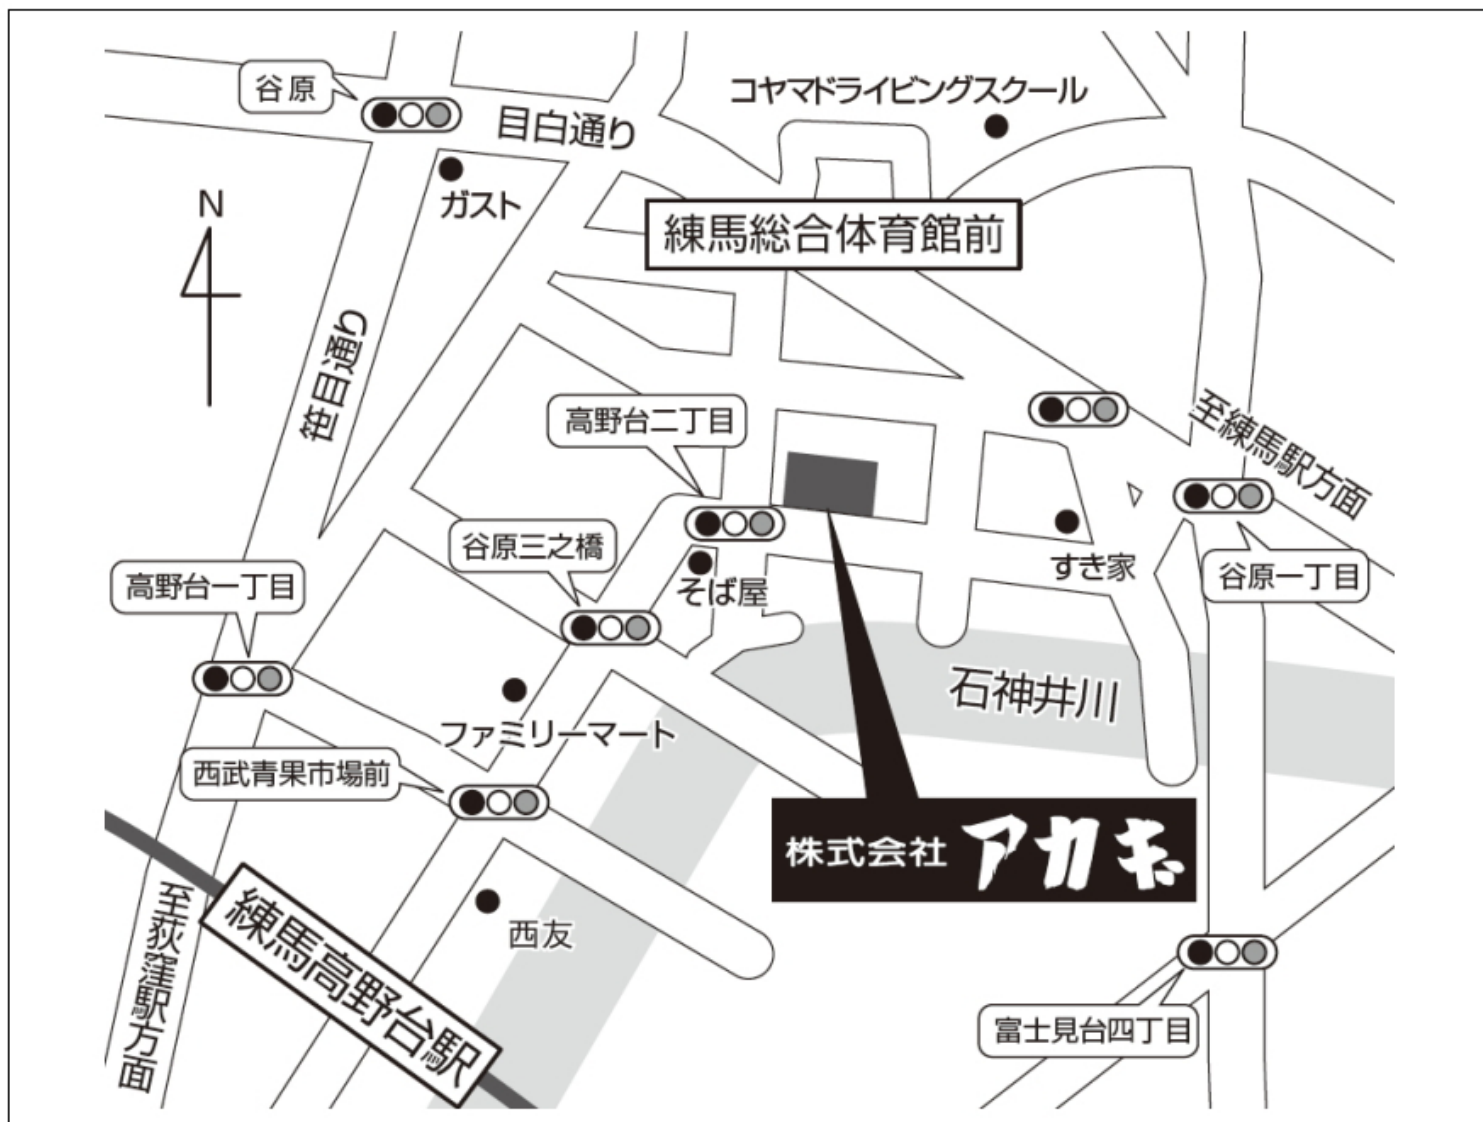 谷原
目白通り
コヤマドライビングスクール
ガスト
N
練馬総合体育館前
笹目通り
高野台二丁目
至練馬駅方面
谷原三之橋
そば屋
すき家
谷原一丁目
高野台一丁目
石神井川
ファミリーマート
西武青果市場前
株式会社 アカギ
西友
至荻窪駅方面
練馬高野台駅
富士見台四丁目